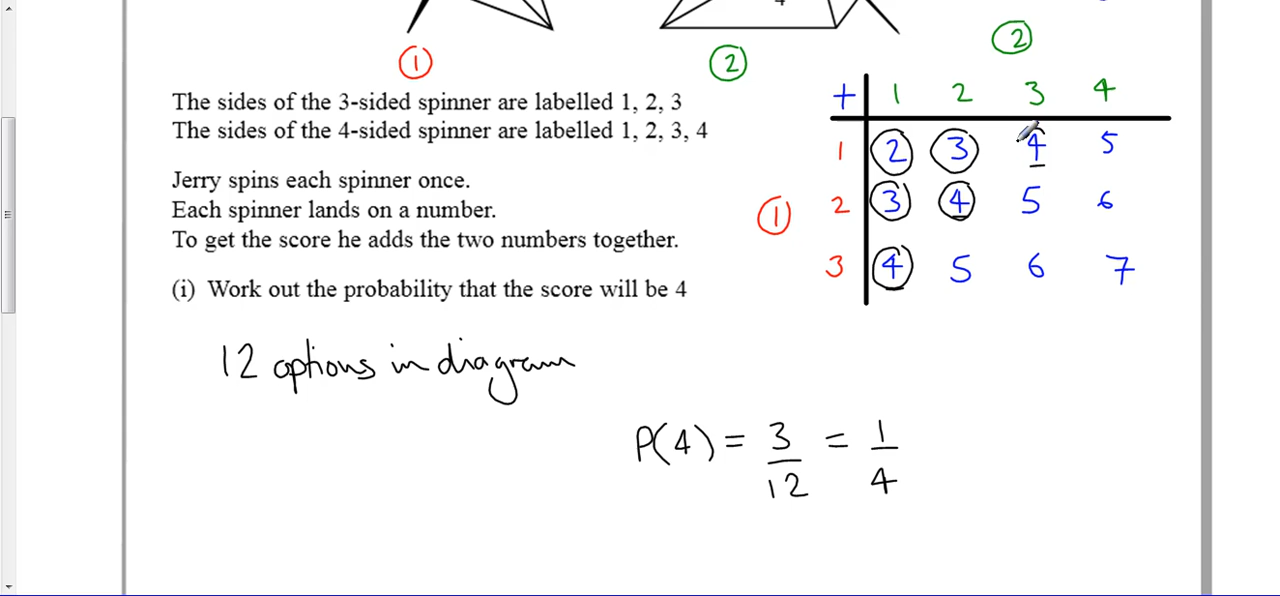 4
① ②
②
The sides of the 3-sided spinner are labelled 1, 2, 3
The sides of the 4-sided spinner are labelled 1, 2, 3, 4
Jerry spins each spinner once.
Each spinner lands on a number.
To get the score he adds the two numbers together.
(i) Work out the probability that the score will be 4
+ 1 2 3 4
1 2 3 4 5
① 2 3 4 5 6
3 4 5 6 7
12 options in diagram
P(4) = 3/12 = 1/4